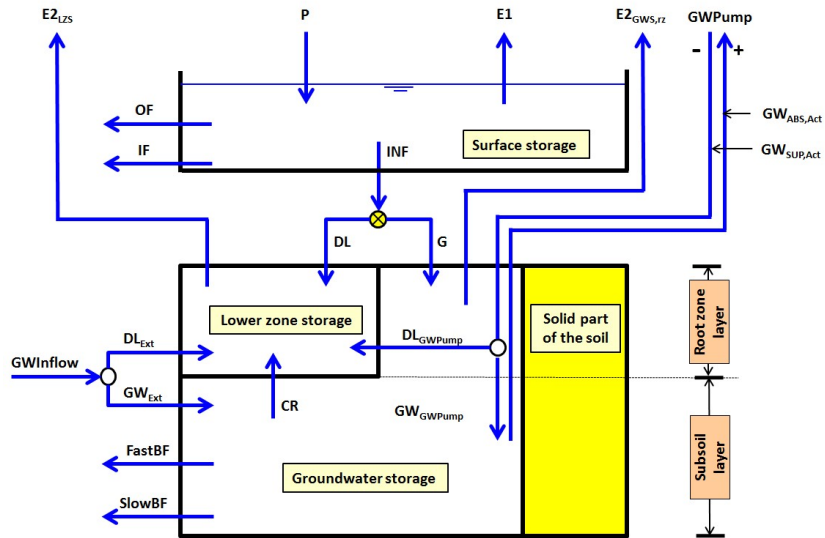 E2LZS
P
E1
E2GWS,rz
GWPump
-
+
OF
GWABS,Act
IF
INF
Surface storage
GWSUP,Act
DL
G
Lower zone storage
Solid part
of the soil
Root zone
layer
DLExt
DLGWPump
GWInflow
GWExt
CR
GWGWPump
FastBF
Groundwater storage
Subsoil
layer
SlowBF